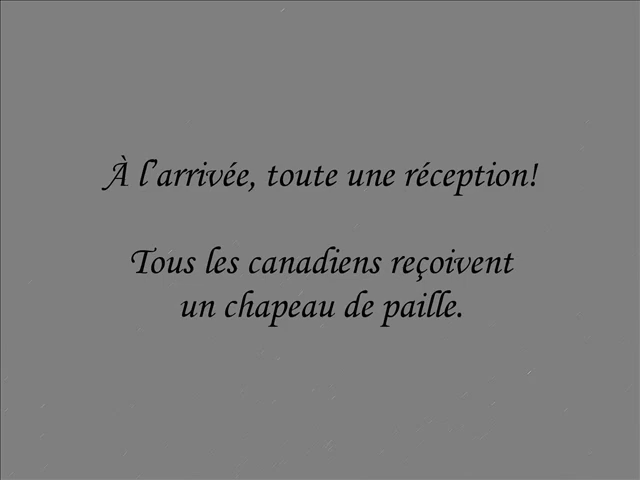 À l’arrivée, toute une réception!
Tous les canadiens reçoivent
un chapeau de paille.